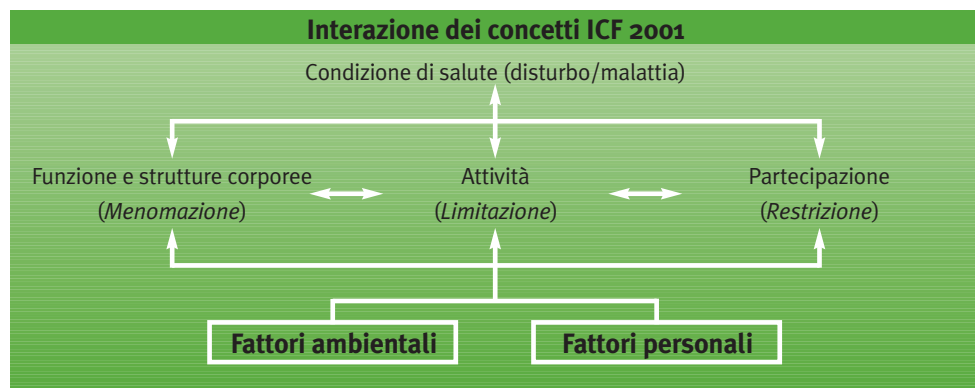 Interazione dei concetti ICF 2001
Condizione di salute (disturbo/malattia)
Funzione e strutture corporee
(Menomazione)
Attività
(Limitazione)
Partecipazione
(Restrizione)
Fattori ambientali
Fattori personali